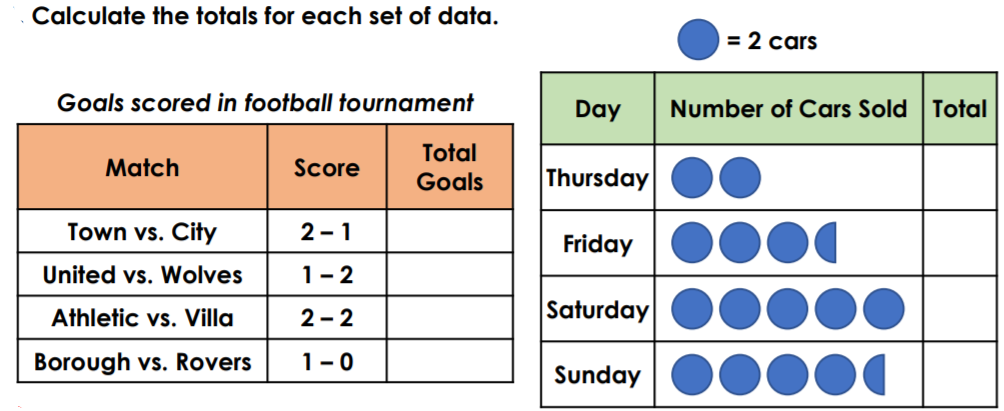 Calculate the totals for each set of data.
= 2 cars
Goals scored in football tournament
Match Score Total Goals
Town vs. City 2 – 1
United vs. Wolves 1 – 2
Athletic vs. Villa 2 – 2
Borough vs. Rovers 1 – 0
Day Number of Cars Sold Total
Thursday
Friday
Saturday
Sunday